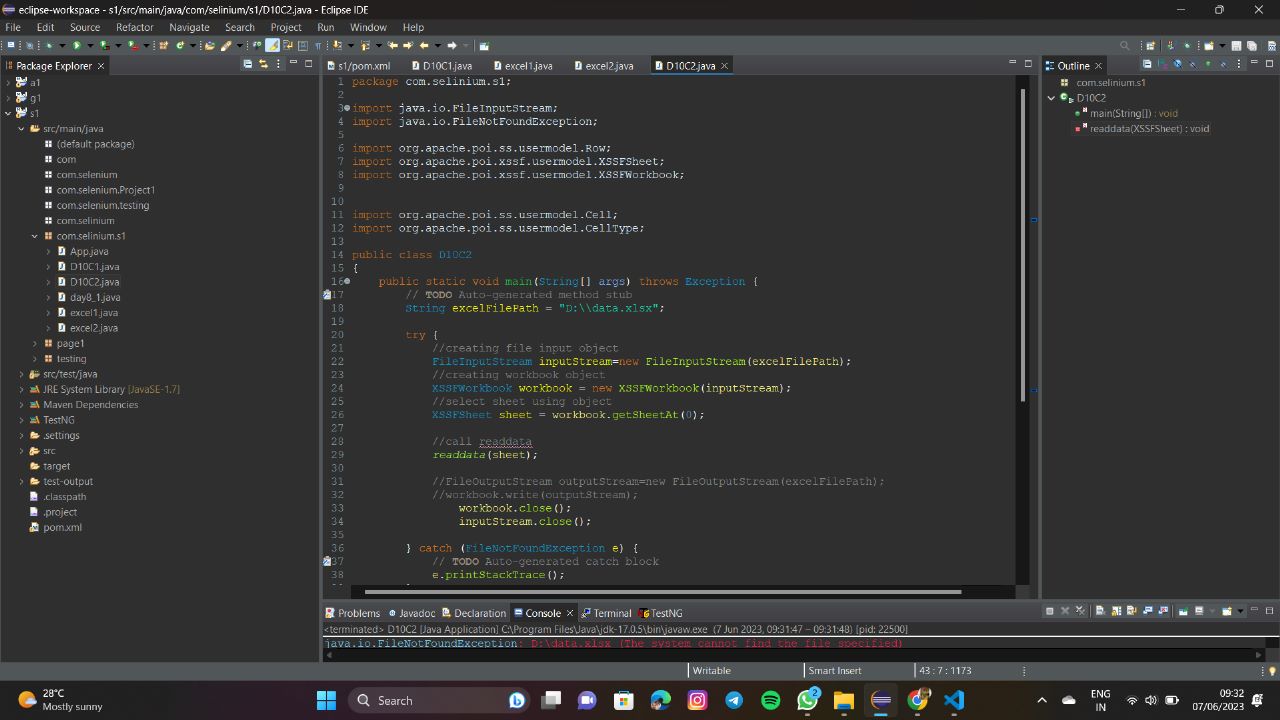 eclipse-workspace - s1/src/main/java/com/selinium/s1/D10C2.java - Eclipse IDE
File Edit Source Refactor Navigate Search Project Run Window Help
Package Explorer
a1
g1
s1
src/main/java
(default package)
com
com.selenium
com.selenium.Project1
com.selenium.testing
com.selinium
com.selinium.s1
App.java
D10C1.java
D10C2.java
day8_1.java
excel1.java
excel2.java
page1
testing
src/test/java
JRE System Library [JavaSE-1.7]
Maven Dependencies
TestNG
.settings
src
target
test-output
.classpath
.project
pom.xml
s1/pom.xml D10C1.java excel1.java excel2.java D10C2.java
1 package com.selinium.s1;
2
3 import java.io.FileInputStream;
4 import java.io.FileNotFoundException;
5
6 import org.apache.poi.ss.usermodel.Row;
7 import org.apache.poi.xssf.usermodel.XSSFSheet;
8 import org.apache.poi.xssf.usermodel.XSSFWorkbook;
9
10
11 import org.apache.poi.ss.usermodel.Cell;
12 import org.apache.poi.ss.usermodel.CellType;
13
14 public class D10C2
15 {
16 public static void main(String[] args) throws Exception {
17 // TODO Auto-generated method stub
18 String excelFilePath = "D:\\data.xlsx";
19
20 try {
21 //creating file input object
22 FileInputStream inputStream=new FileInputStream(excelFilePath);
23 //creating workbook object
24 XSSFWorkbook workbook = new XSSFWorkbook(inputStream);
25 //select sheet using object
26 XSSFSheet sheet = workbook.getSheetAt(0);
27
28 //call readdata
29 readdata(sheet);
30
31 //FileOutputStream outputStream=new FileOutputStream(excelFilePath);
32 //workbook.write(outputStream);
33 workbook.close();
34 inputStream.close();
35
36 } catch (FileNotFoundException e) {
37 // TODO Auto-generated catch block
38 e.printStackTrace();
Outline
com.selinium.s1
D10C2
main(String[]) : void
readdata(XSSFSheet) : void
Problems Javadoc Declaration Console Terminal TestNG
<terminated> D10C2 [Java Application] C:\Program Files\Java\jdk-17.0.5\bin\javaw.exe (7 Jun 2023, 09:31:47 – 09:31:48) [pid: 22500]
java.io.FileNotFoundException: D:\data.xlsx (The system cannot find the file specified)
Writable Smart Insert 43 : 7 : 1173
28°C
Mostly sunny
Search
2
ENG
IN
09:32
07/06/2023